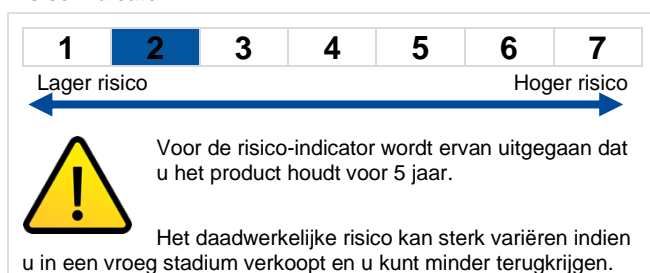 1 2 3 4 5 6 7
Lager risico Hoger risico
Voor de risico-indicator wordt ervan uitgegaan dat
u het product houdt voor 5 jaar.
Het daadwerkelijke risico kan sterk variëren indien
u in een vroeg stadium verkoopt en u kunt minder terugkrijgen.